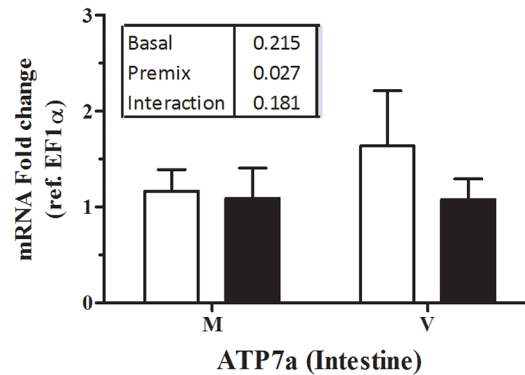 3
2
1
0
mRNA Fold change
(ref. EF1α)
Basal 0.215
Premix 0.027
Interaction 0.181
M V
ATP7a (Intestine)